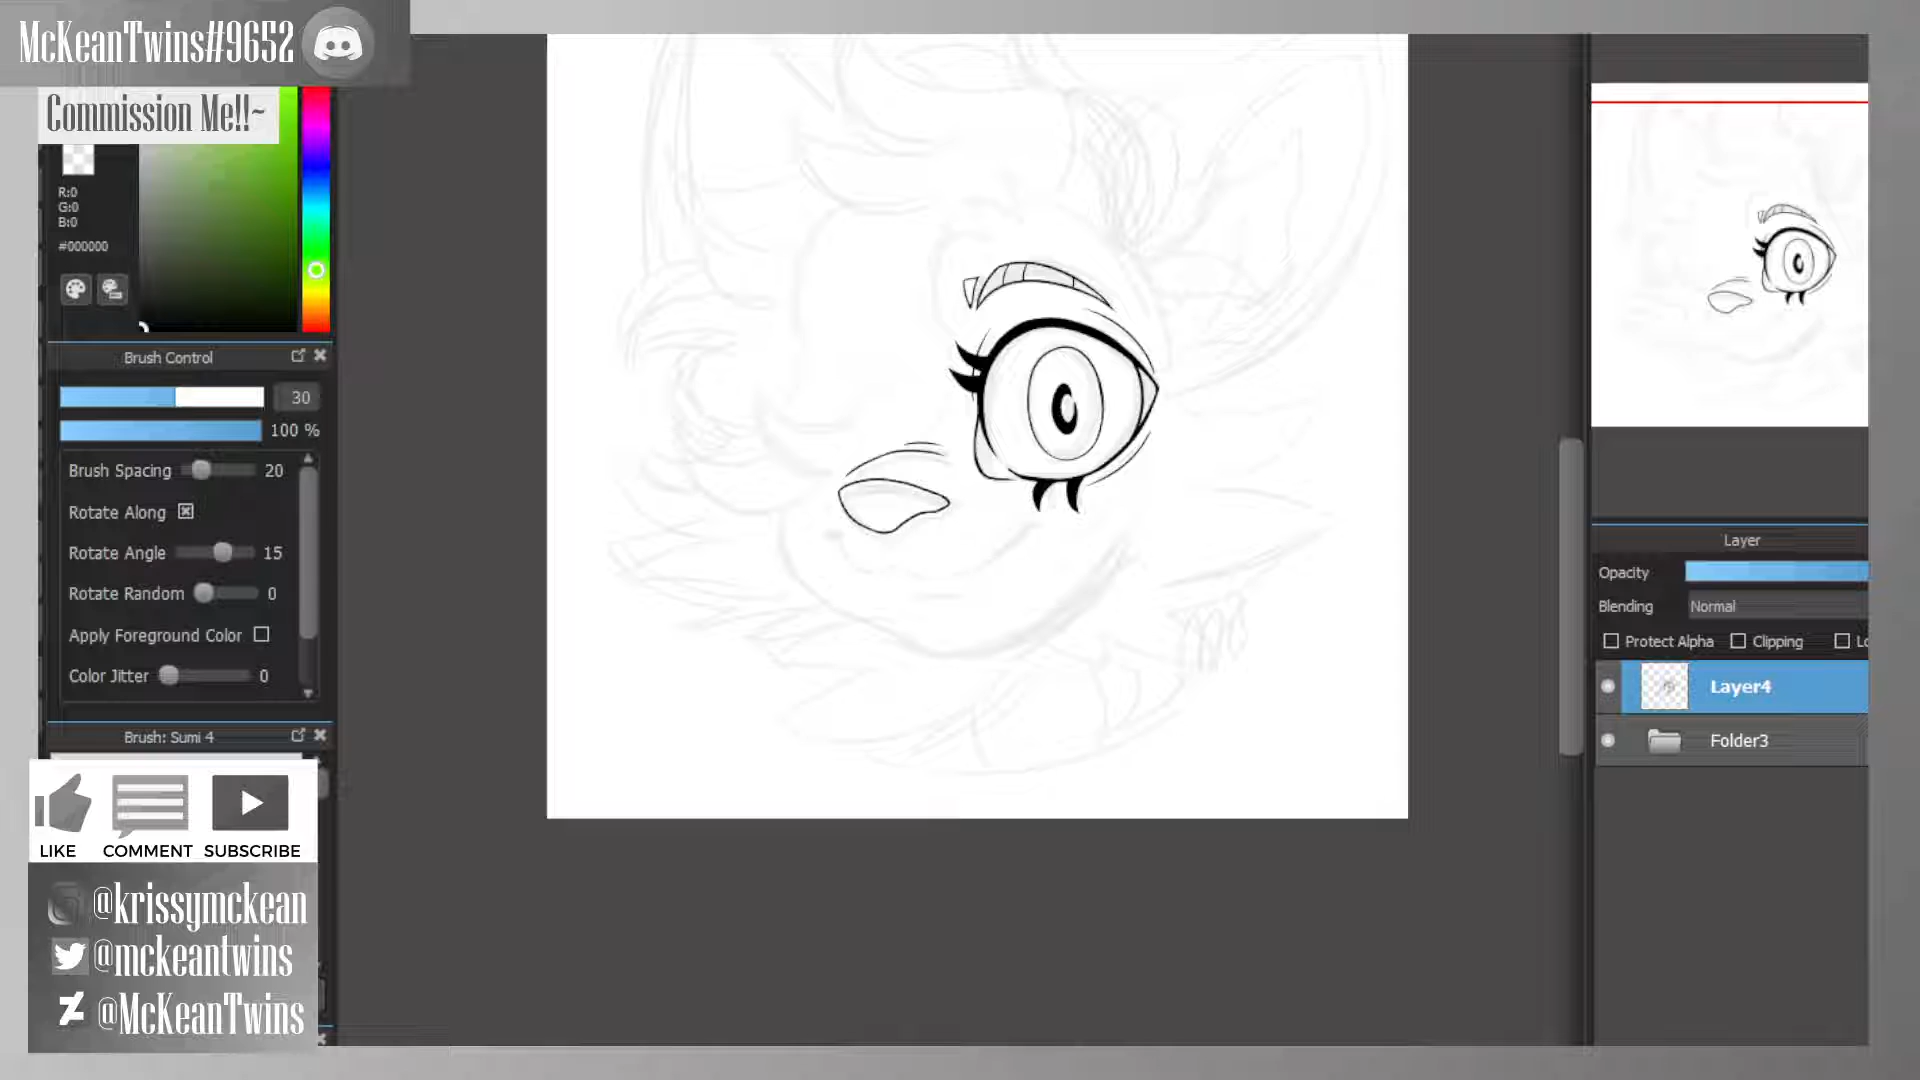 McKeanTwins#9652
Commission Me!!~
R:0
G:0
B:0
#000000
Brush Control
30
100 %
Brush Spacing 20
Rotate Along
Rotate Angle 15
Rotate Random 0
Apply Foreground Color
Color Jitter 0
Brush: Sumi 4
LIKE COMMENT SUBSCRIBE
@krissymckean
@mckeantwins
@McKeanTwins
Layer
Opacity
Blending Normal
Protect Alpha Clipping Lo
Layer4
Folder3